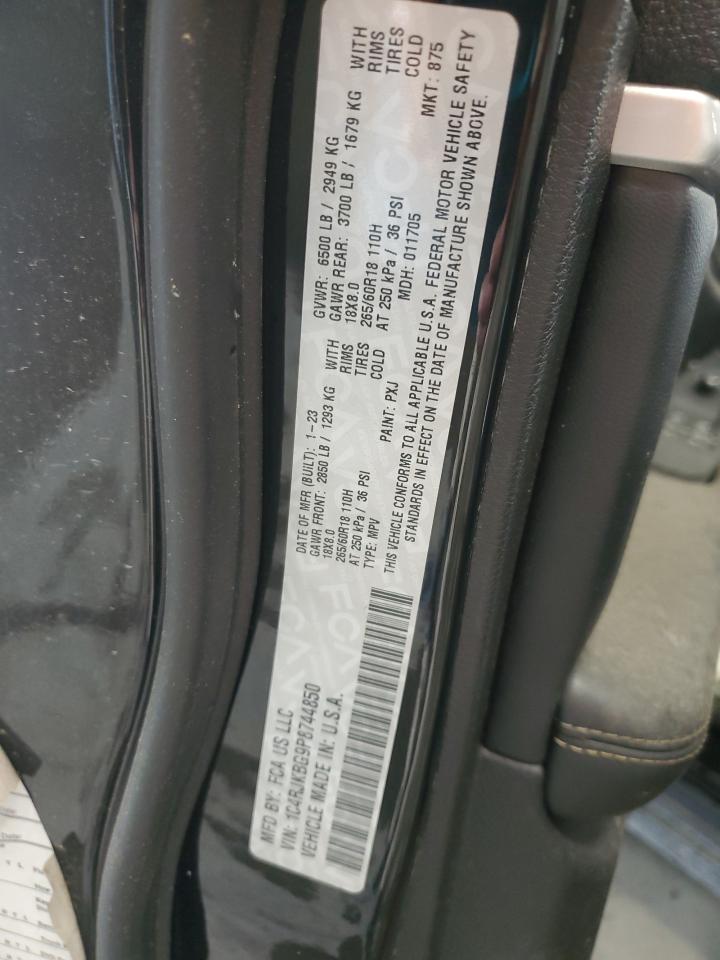 MFD BY: FCA US LLC
VIN: 1C4RJKBG9P8744850
VEHICLE MADE IN: U.S.A.
DATE OF MFR (BUILT): 1-23
GAWR FRONT: 2850 LB / 1293 KG WITH
18X8.0 RIMS
265/60R18 110H TIRES
AT 250 kPa / 36 PSI COLD
TYPE: MPV PAINT: PXJ
GVWR: 6500 LB / 2949 KG
GAWR REAR: 3700 LB / 1679 KG WITH
18X8.0 RIMS
265/60R18 110H TIRES
AT 250 kPa / 36 PSI COLD
MDH: 011705 MKT: 875
THIS VEHICLE CONFORMS TO ALL APPLICABLE U.S.A. FEDERAL MOTOR VEHICLE SAFETY
STANDARDS IN EFFECT ON THE DATE OF MANUFACTURE SHOWN ABOVE.